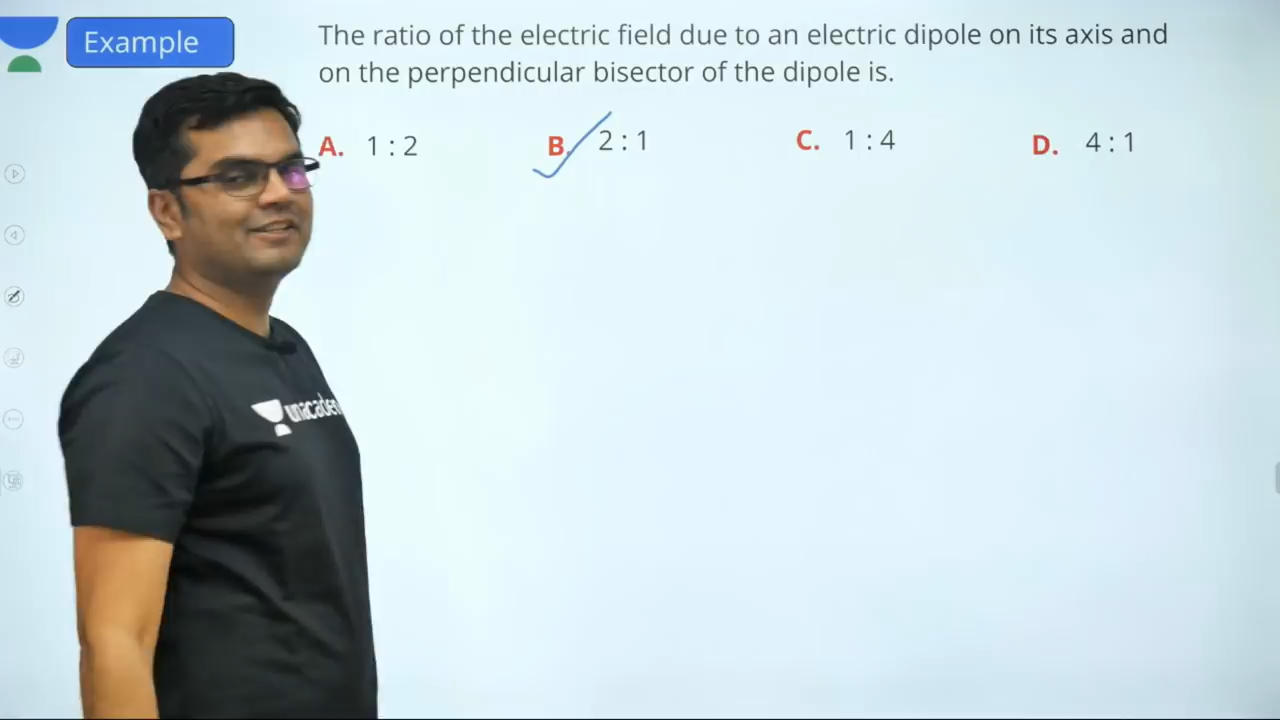 Example
The ratio of the electric field due to an electric dipole on its axis and
on the perpendicular bisector of the dipole is.
A. 1 : 2 B. 2 : 1 C. 1 : 4 D. 4 : 1